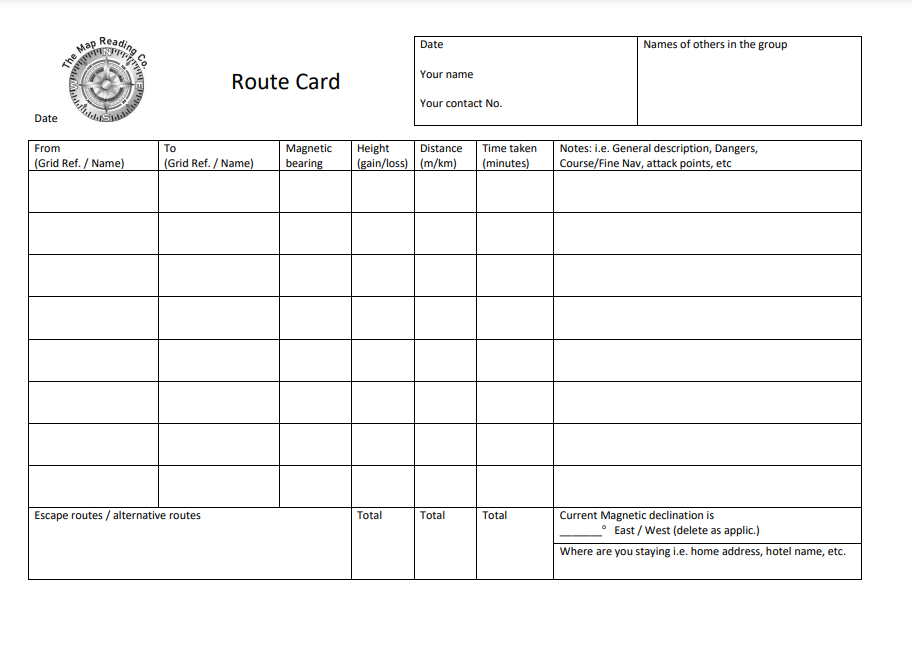 The Map Reading Co.
Date
Route Card
Date
Your name
Your contact No.
Names of others in the group
From
(Grid Ref. / Name)
To
(Grid Ref. / Name)
Magnetic
bearing
Height
(gain/loss)
Distance
(m/km)
Time taken
(minutes)
Notes: i.e. General description, Dangers,
Course/Fine Nav, attack points, etc
Escape routes / alternative routes
Total
Total
Total
Current Magnetic declination is
_______° East / West (delete as applic.)
Where are you staying i.e. home address, hotel name, etc.